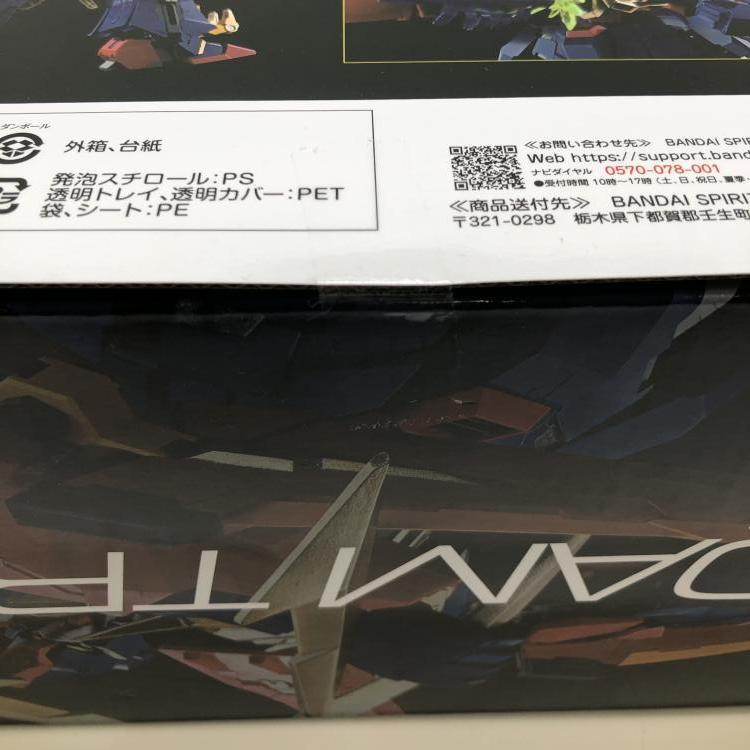 ダンボール
外箱、台紙
発泡スチロール:PS
透明トレイ、透明カバー:PET
袋、シート:PE
≪お問い合わせ先≫ BANDAI SPIRI
Web https://support.band
ナビダイヤル 0570-078-001
●受付時間 10時〜17時(土、日、祝日、夏季・
≪商品送付先≫ BANDAI SPIRIT
〒321-0298 栃木県下都賀郡壬生町
DAM TR